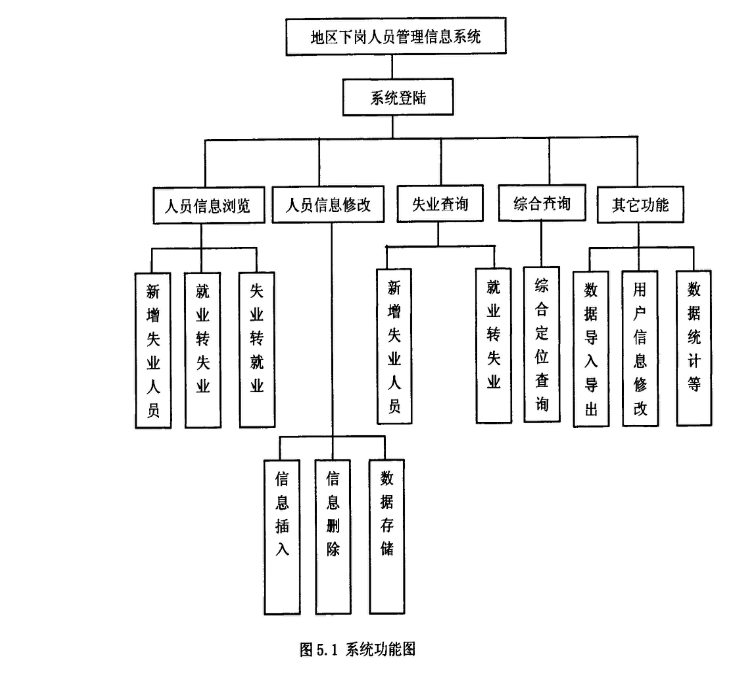 地区下岗人员管理信息系统
系统登陆
人员信息浏览
人员信息修改
失业查询
综合查询
其它功能
新增失业人员
就业转失业
失业转就业
新增失业人员
就业转失业
综合定位查询
数据导入导出
用户信息修改
数据统计等
信息插入
信息删除
数据存储
图5.1 系统功能图